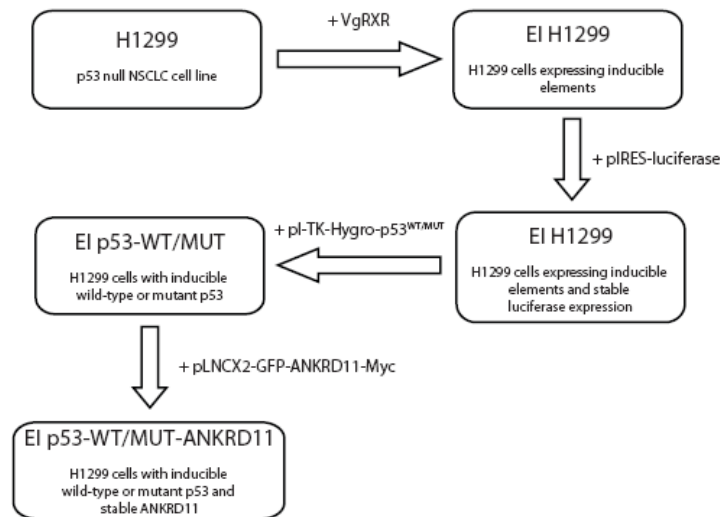 H1299
p53 null NSCLC cell line
+ VgRXR
EI H1299
H1299 cells expressing inducible
elements
+ pIRES-luciferase
EI H1299
H1299 cells expressing inducible
elements and stable
luciferase expression
+ pI-TK-Hygro-p53WT/MUT
EI p53-WT/MUT
H1299 cells with inducible
wild-type or mutant p53
+ pLNCX2-GFP-ANKRD11-Myc
EI p53-WT/MUT-ANKRD11
H1299 cells with inducible
wild-type or mutant p53 and
stable ANKRD11